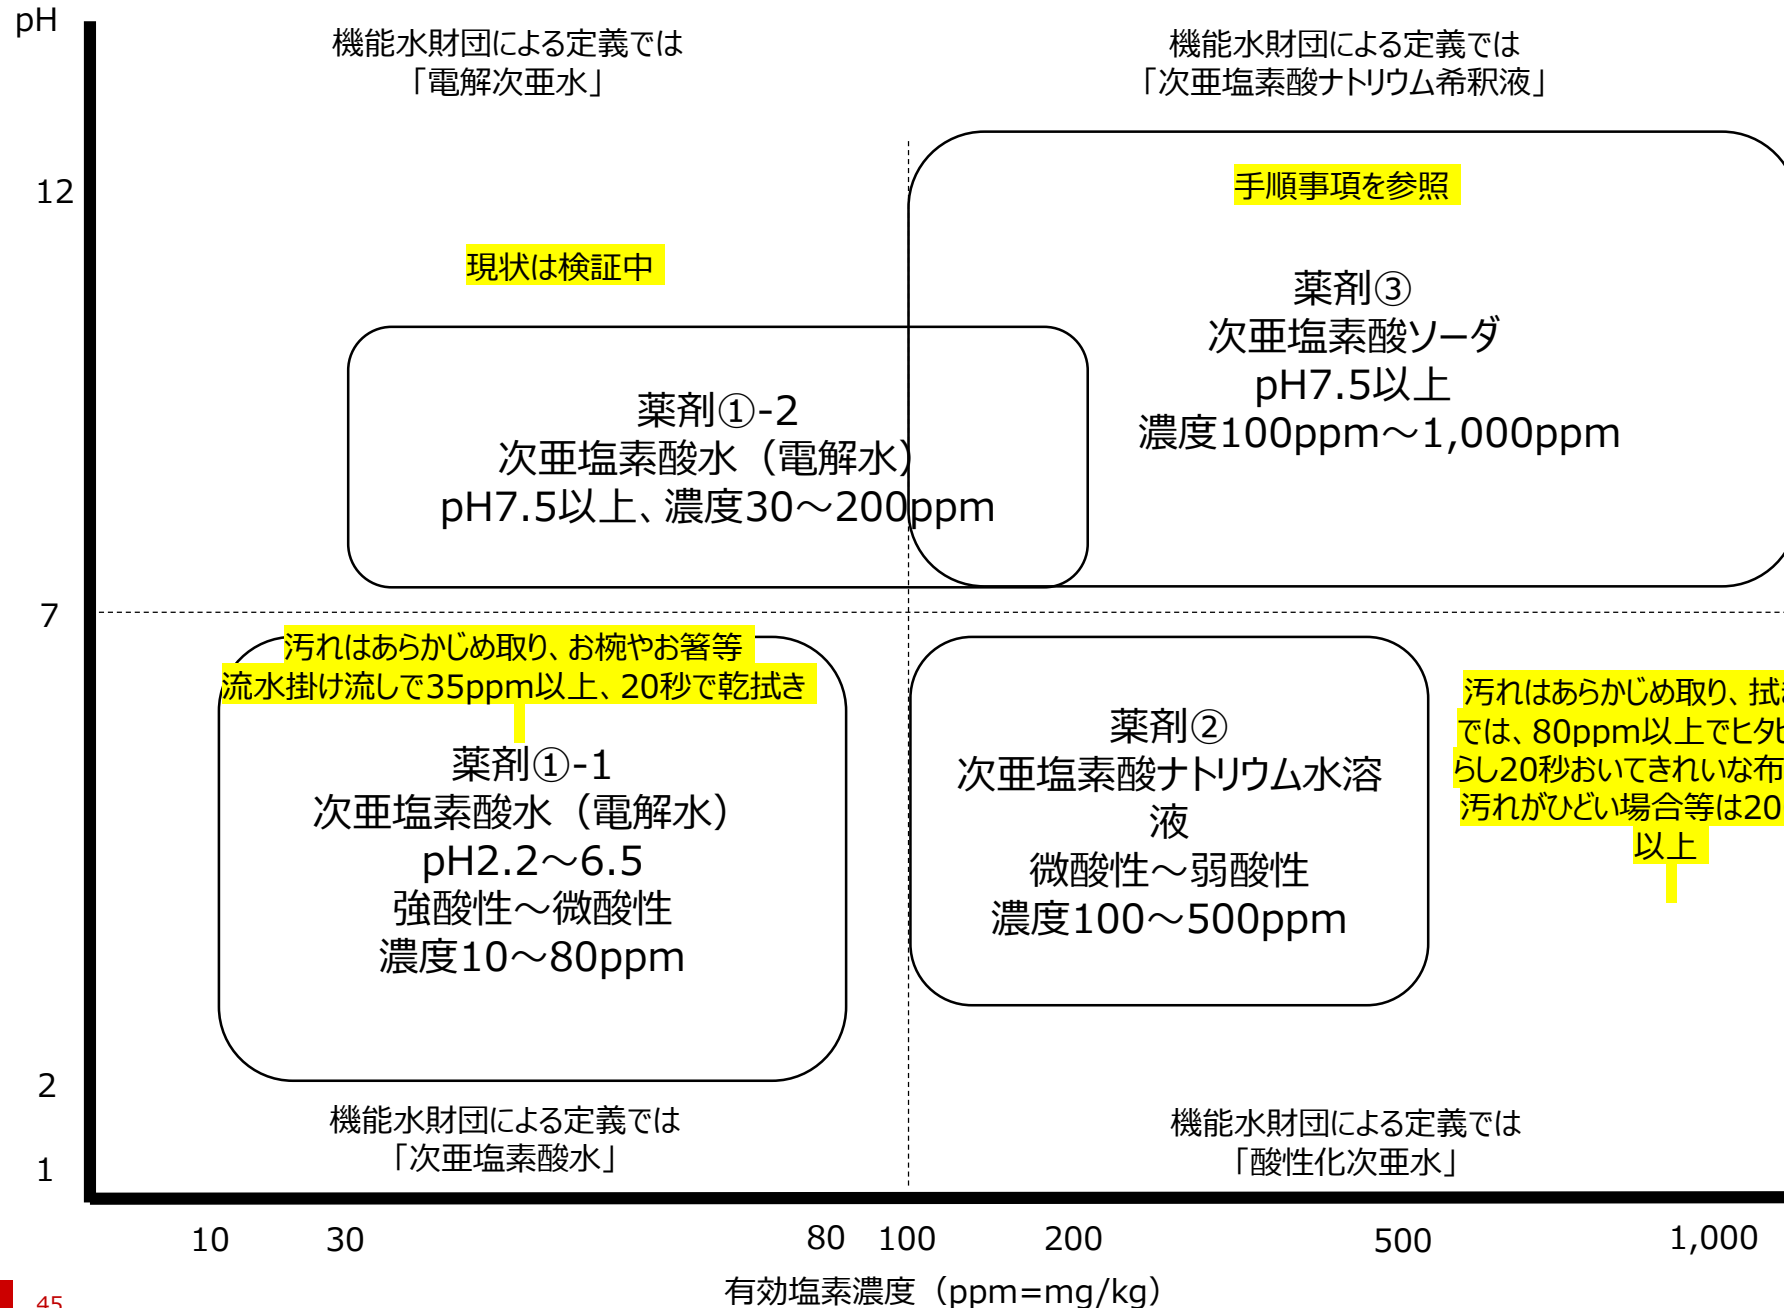 pH
機能水財団による定義では
「電解次亜水」
機能水財団による定義では
「次亜塩素酸ナトリウム希釈液」
12
手順事項を参照
現状は検証中
薬剤③
次亜塩素酸ソーダ
pH7.5以上
濃度100ppm～1,000ppm
薬剤①-2
次亜塩素酸水（電解水）
pH7.5以上、濃度30～200ppm
7
汚れはあらかじめ取り、お椀やお箸等
流水掛け流しで35ppm以上、20秒で乾拭き
薬剤①-1
次亜塩素酸水（電解水）
pH2.2～6.5
強酸性～微酸性
濃度10～80ppm
薬剤②
次亜塩素酸ナトリウム水溶
液
微酸性～弱酸性
濃度100～500ppm
汚れはあらかじめ取り、拭
では、80ppm以上でヒタヒ
らし20秒おいてきれいな布
汚れがひどい場合等は20
以上
2
機能水財団による定義では
「次亜塩素酸水」
機能水財団による定義では
「酸性化次亜水」
1
10 30 80 100 200 500 1,000
有効塩素濃度（ppm=mg/kg）
45